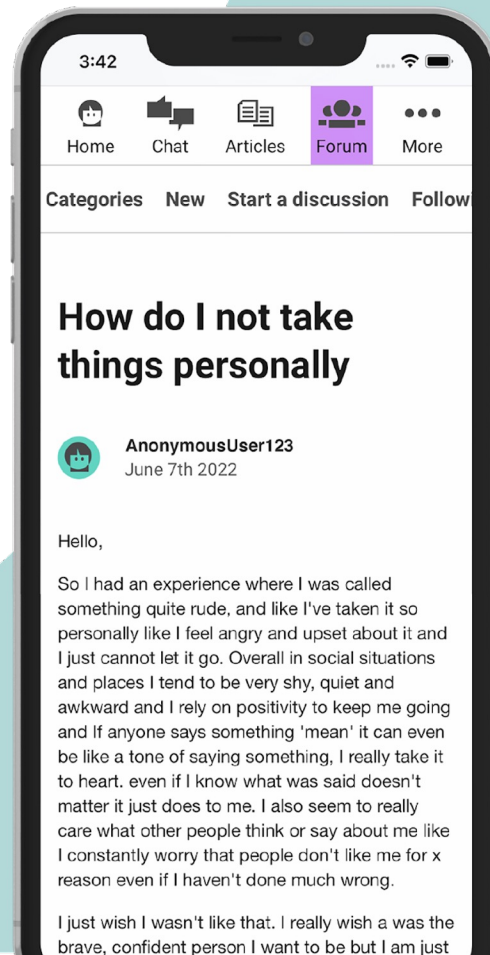 3:42
Home Chat Articles Forum More
Categories New Start a discussion Followi
How do I not take
things personally
AnonymousUser123
June 7th 2022
Hello,
So I had an experience where I was called
something quite rude, and like I've taken it so
personally like I feel angry and upset about it and
I just cannot let it go. Overall in social situations
and places I tend to be very shy, quiet and
awkward and I rely on positivity to keep me going
and If anyone says something 'mean' it can even
be like a tone of saying something, I really take it
to heart. even if I know what was said doesn't
matter it just does to me. I also seem to really
care what other people think or say about me like
I constantly worry that people don't like me for x
reason even if I haven't done much wrong.
I just wish I wasn't like that. I really wish a was the
brave, confident person I want to be but I am just